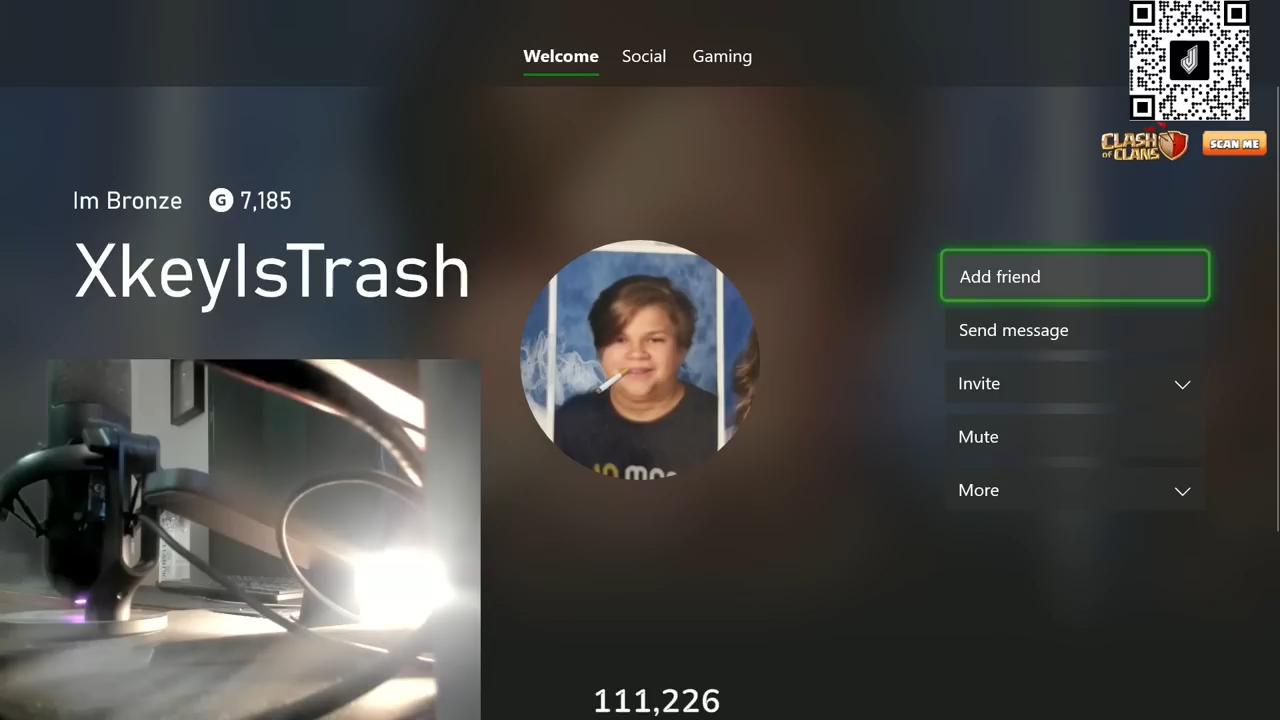 Welcome Social Gaming
CLASH
OF CLANS
SCAN ME
Im Bronze G 7,185
XkeyIsTrash
Add friend
Send message
Invite
Mute
More
111,226